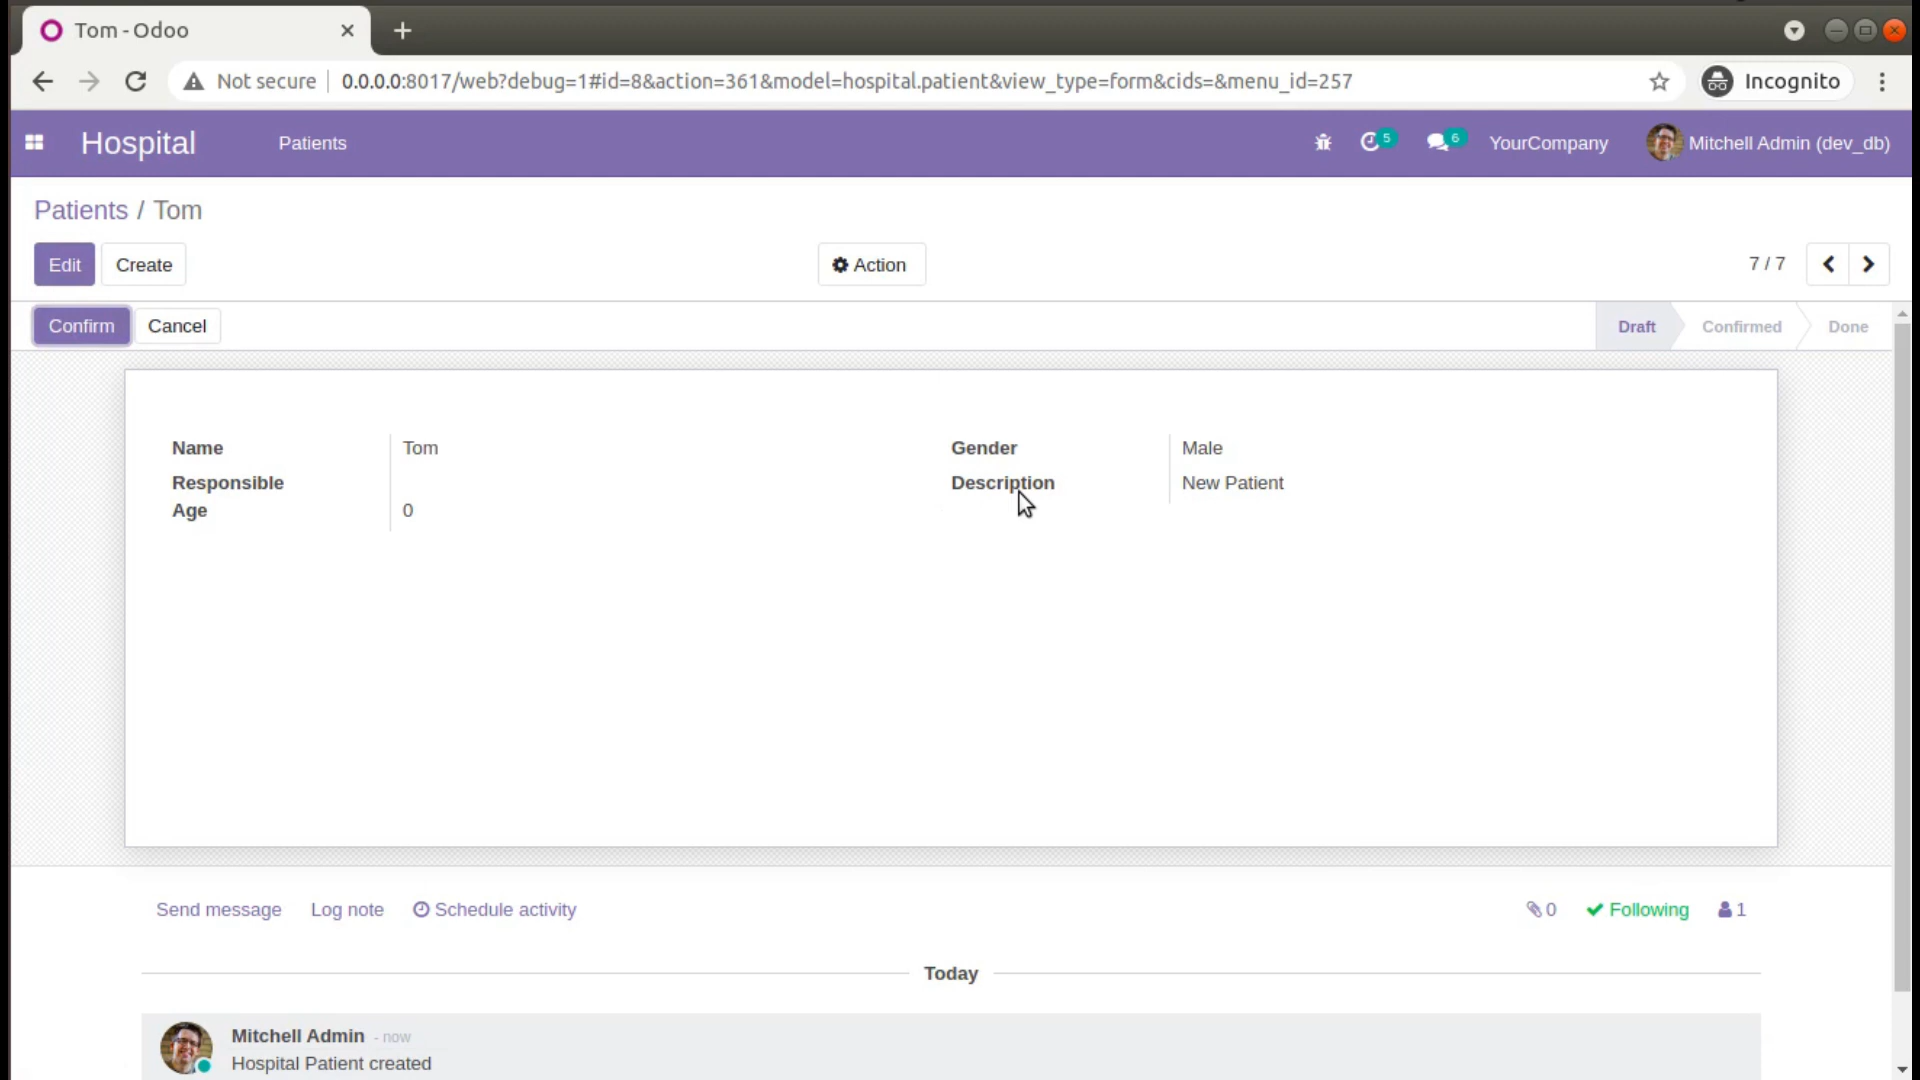 Tom - Odoo
Not secure 0.0.0.0:8017/web?debug=1#id=8&action=361&model=hospital.patient&view_type=form&cids=&menu_id=257 Incognito
Hospital Patients 5 6 YourCompany Mitchell Admin (dev_db)
Patients / Tom
Edit Create Action 7 / 7
Confirm Cancel Draft Confirmed Done
Name Tom Gender Male
Responsible Description New Patient
Age 0
Send message Log note Schedule activity 0 Following 1
Today
Mitchell Admin - now
Hospital Patient created